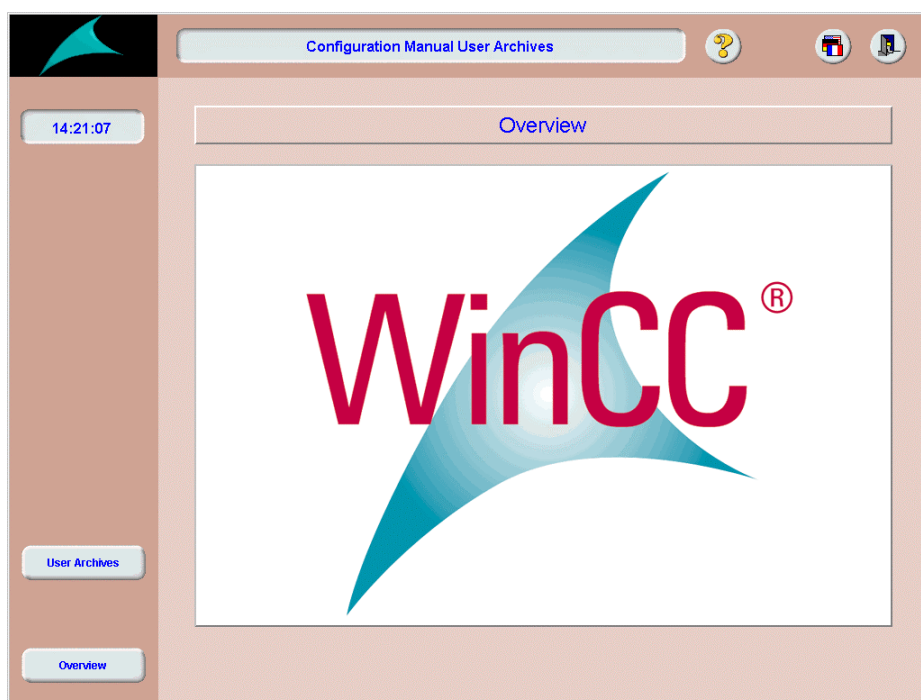 Configuration Manual User Archives
14:21:07
Overview
WinCC®
User Archives
Overview